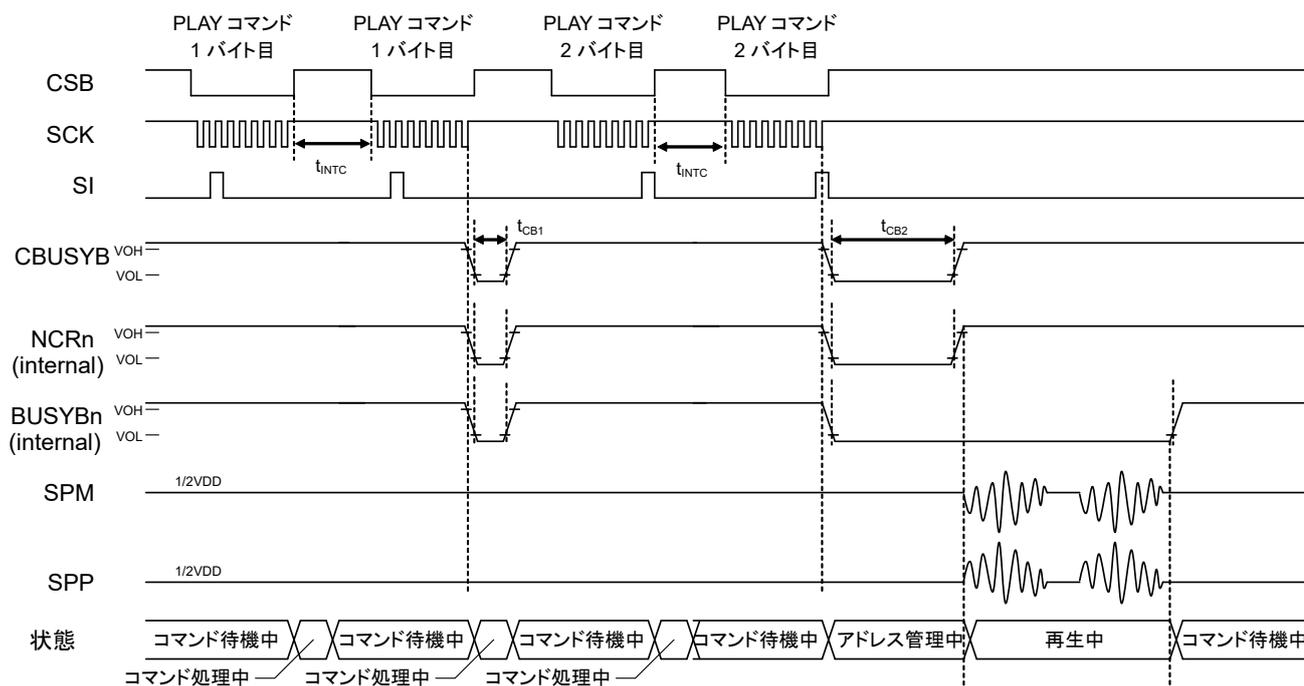 PLAY コマンド
1 バイト目
PLAY コマンド
1 バイト目
PLAY コマンド
2 バイト目
PLAY コマンド
2 バイト目
CSB
SCK
tINTC
tINTC
SI
tCB1
tCB2
CBUSYB
VOH
VOL
NCRn
(internal)
VOH
VOL
BUSYBn
(internal)
VOH
VOL
SPM
1/2VDD
SPP
1/2VDD
状態
コマンド待機中
コマンド待機中
コマンド待機中
コマンド待機中
アドレス管理中
再生中
コマンド待機中
コマンド処理中
コマンド処理中
コマンド処理中